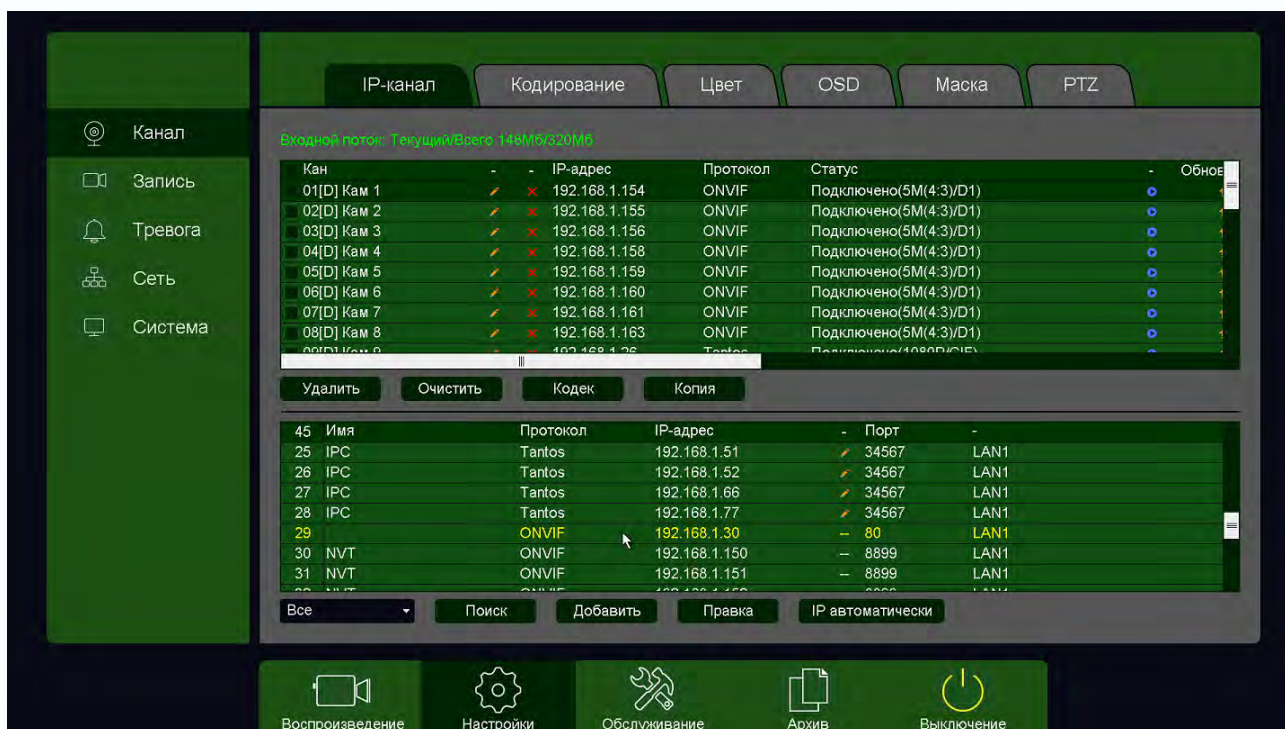 IP-канал Кодирование Цвет OSD Маска PTZ
Канал
Запись
Тревога
Сеть
Система
Входной поток: Текущий/Всего 148Мб/320Мб
Кан - - IP-адрес Протокол Статус - Обнов
01[D] Кам 1 192.168.1.154 ONVIF Подключено(5M(4:3)/D1)
02[D] Кам 2 192.168.1.155 ONVIF Подключено(5M(4:3)/D1)
03[D] Кам 3 192.168.1.156 ONVIF Подключено(5M(4:3)/D1)
04[D] Кам 4 192.168.1.158 ONVIF Подключено(5M(4:3)/D1)
05[D] Кам 5 192.168.1.159 ONVIF Подключено(5M(4:3)/D1)
06[D] Кам 6 192.168.1.160 ONVIF Подключено(5M(4:3)/D1)
07[D] Кам 7 192.168.1.161 ONVIF Подключено(5M(4:3)/D1)
08[D] Кам 8 192.168.1.163 ONVIF Подключено(5M(4:3)/D1)
09[D] Кам 9 192.168.1.26 Tantos Подключено(1080P/CIF)
Удалить Очистить Кодек Копия
45 Имя Протокол IP-адрес - Порт -
25 IPC Tantos 192.168.1.51 34567 LAN1
26 IPC Tantos 192.168.1.52 34567 LAN1
27 IPC Tantos 192.168.1.66 34567 LAN1
28 IPC Tantos 192.168.1.77 34567 LAN1
29 ONVIF 192.168.1.30 -- 80 LAN1
30 NVT ONVIF 192.168.1.150 -- 8899 LAN1
31 NVT ONVIF 192.168.1.151 -- 8899 LAN1
Все Поиск Добавить Правка IP автоматически
Воспроизведение Настройки Обслуживание Архив Выключение